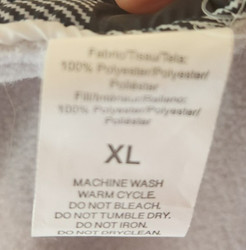 Fabric/Tissu/Tela:
100% Polyester/Polyester/
Poliéster
Fill/Intérieur/Relleno:
100% Polyester/Polyester/
Poliéster
XL
MACHINE WASH
WARM CYCLE.
DO NOT BLEACH.
DO NOT TUMBLE DRY.
DO NOT IRON.
DO NOT DRYCLEAN.